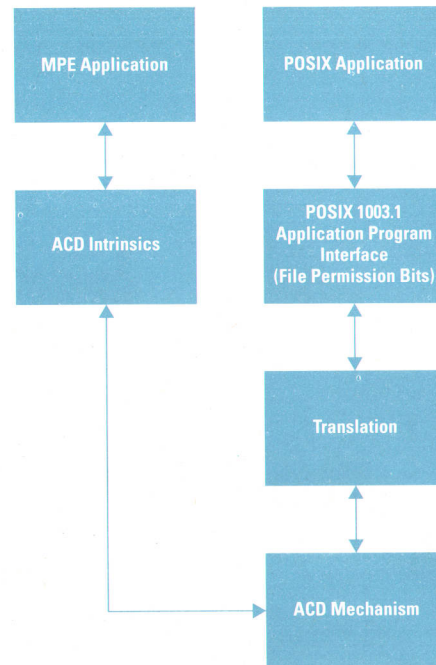 MPE Application
POSIX Application
ACD Intrinsics
POSIX 1003.1
Application Program
Interface
(File Permission Bits)
Translation
ACD Mechanism